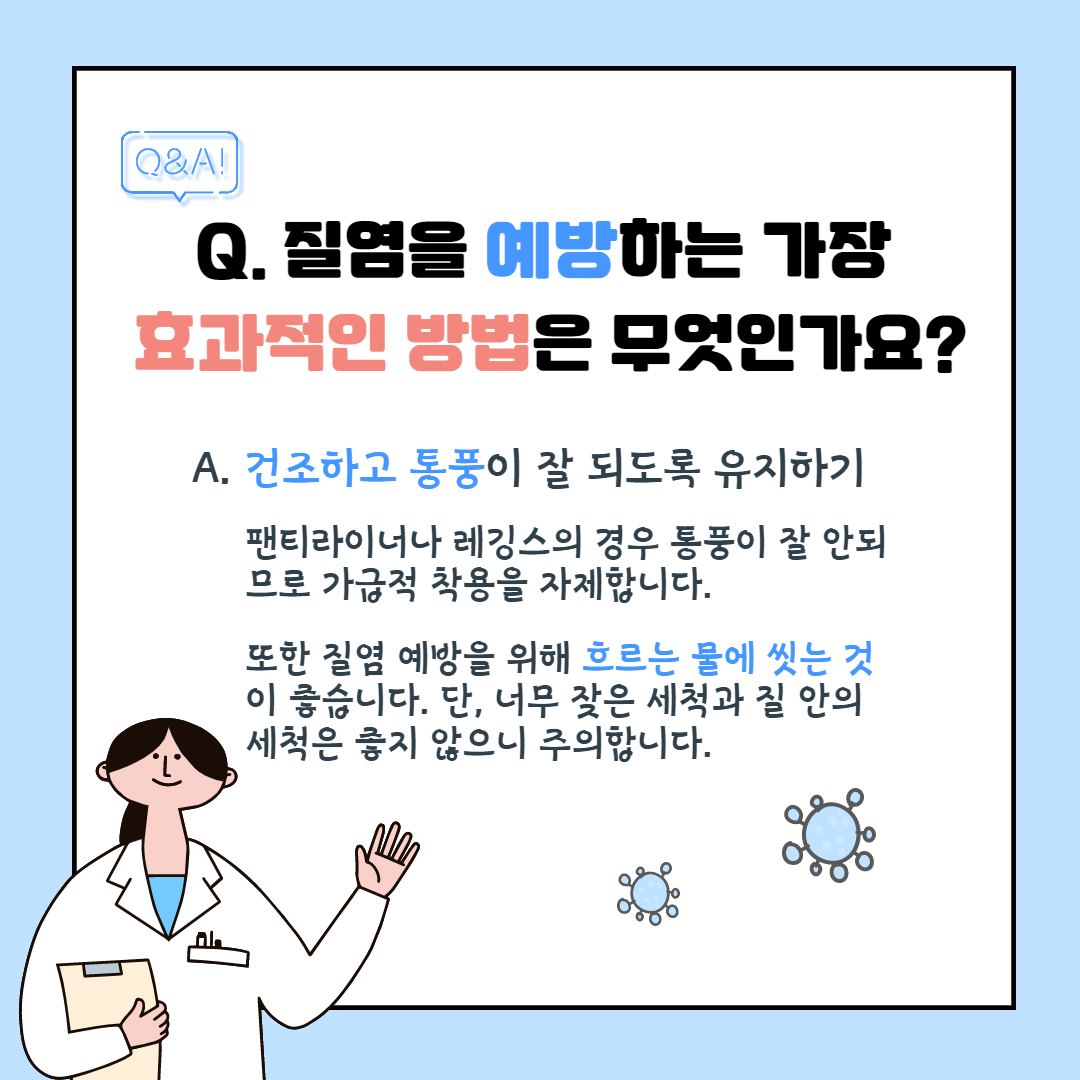 Q&A!
Q. 질염을 예방하는 가장
효과적인 방법은 무엇인가요?
A. 건조하고 통풍이 잘 되도록 유지하기
팬티라이너나 레깅스의 경우 통풍이 잘 안되
므로 가급적 착용을 자제합니다.
또한 질염 예방을 위해 흐르는 물에 씻는 것
이 좋습니다. 단, 너무 잦은 세척과 질 안의
세척은 좋지 않으니 주의합니다.